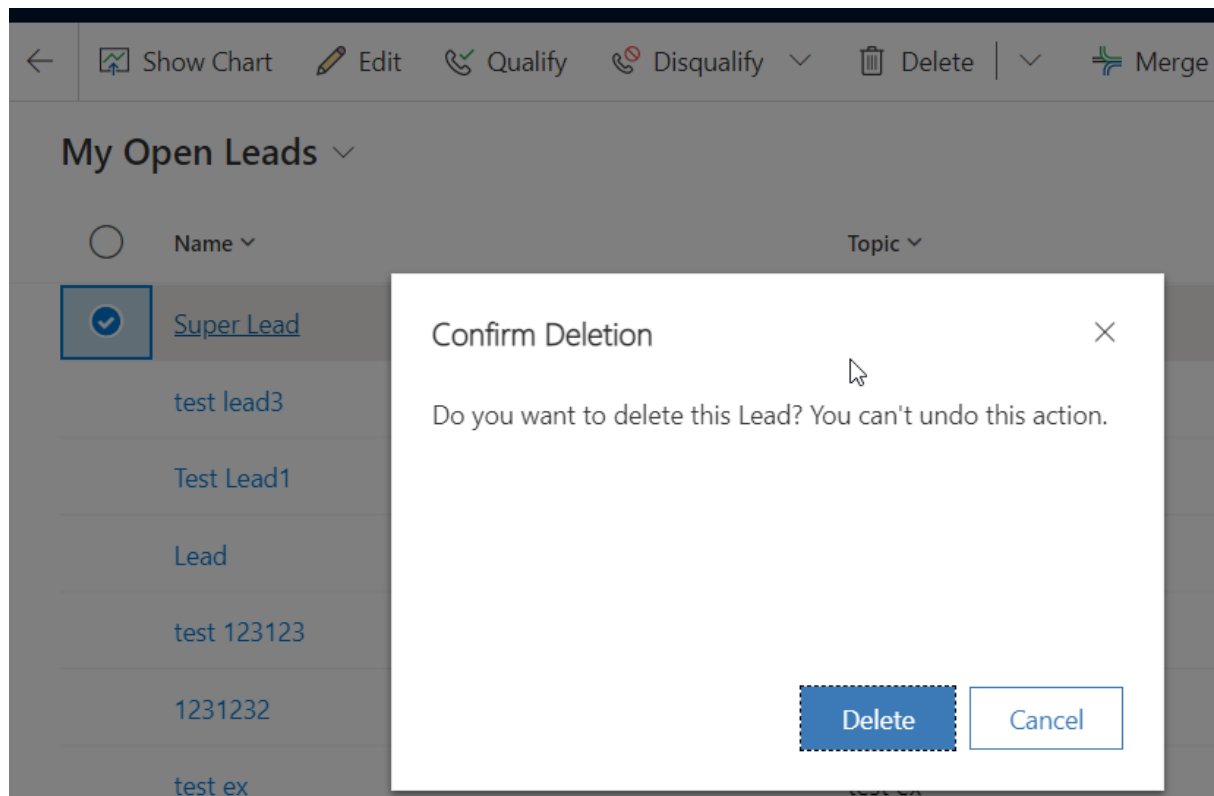 Show Chart Edit Qualify Disqualify Delete Merge
My Open Leads
Name Topic
Super Lead
test lead3
Test Lead1
Lead
test 123123
1231232
test ex
Confirm Deletion
Do you want to delete this Lead? You can't undo this action.
Delete Cancel
test ex